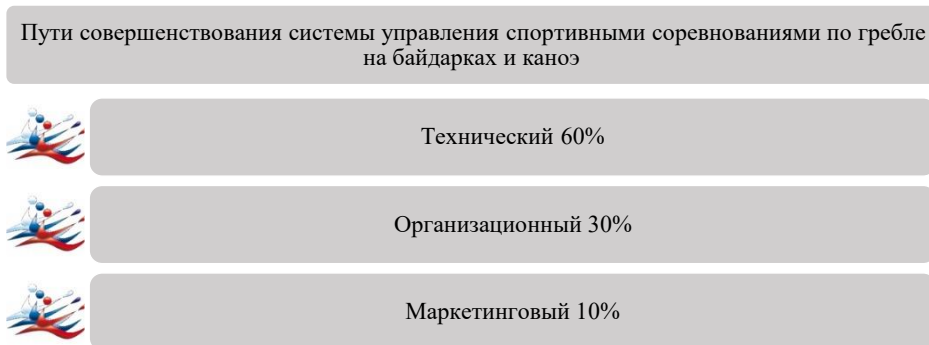 Пути совершенствования системы управления спортивными соревнованиями по гребле
на байдарках и каноэ
Технический 60%
Организационный 30%
Маркетинговый 10%